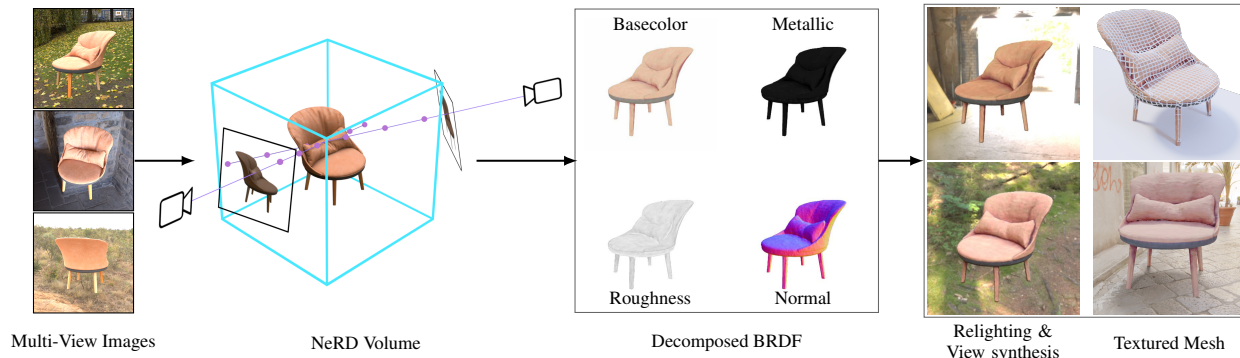 Basecolor
Metallic
Roughness
Normal
Multi-View Images
NeRD Volume
Decomposed BRDF
Relighting &
View synthesis
Textured Mesh